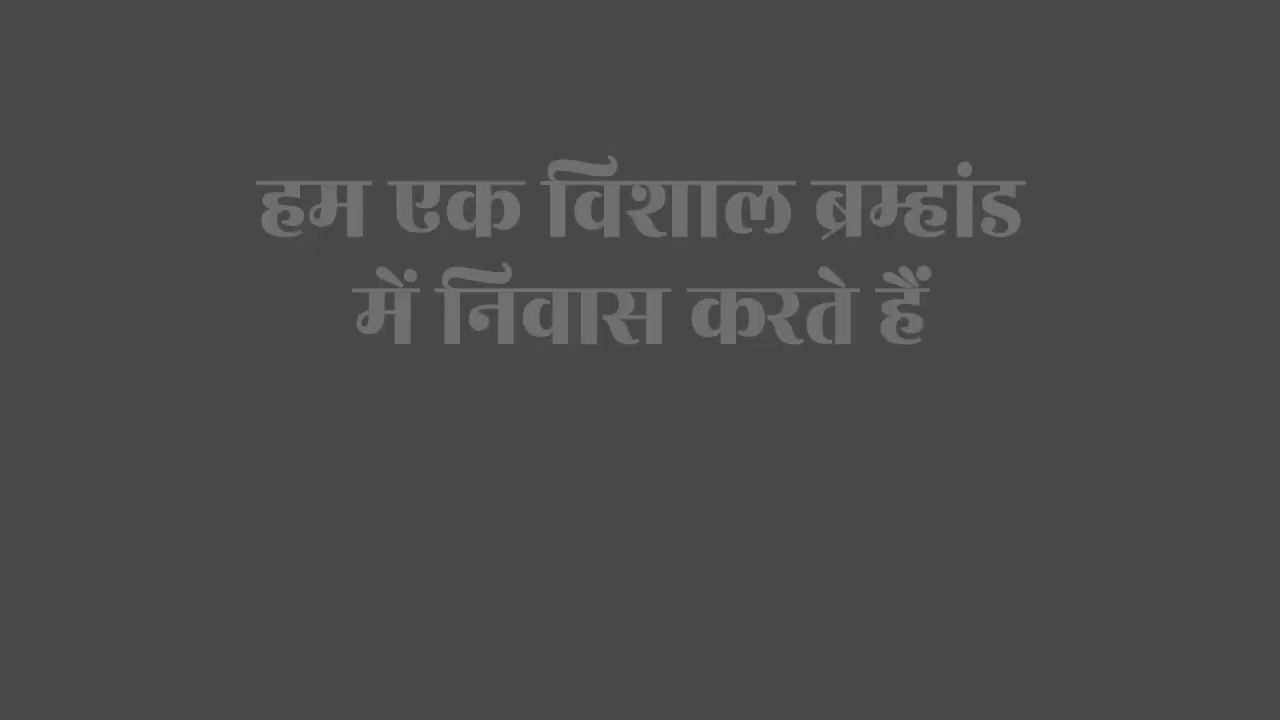 हम एक विशाल ब्रम्हांड
में निवास करते हैं